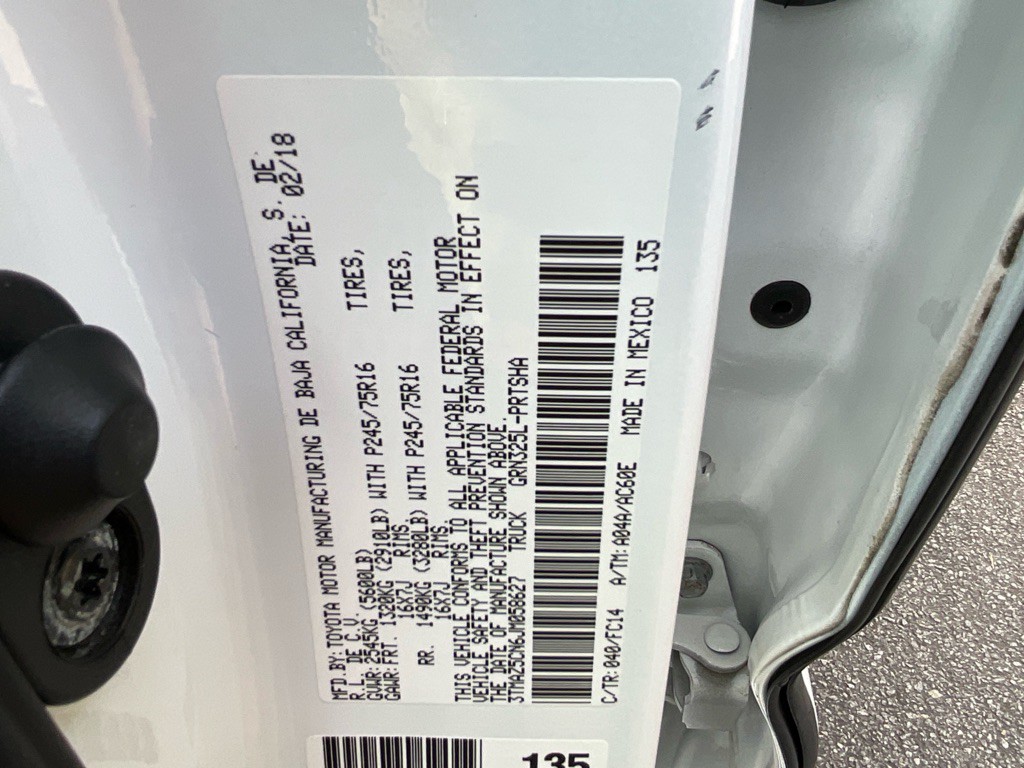 MFD.BY:TOYOTA MOTOR MANUFACTURING DE BAJA CALIFORNIA, S. DE.
R.L. DE C.V. DATE: 02/18
GVWR:2545KG (5600LB)
GAWR:FRT. 1320KG (2910LB) WITH P245/75R16 TIRES,
16X7J RIMS.
RR. 1490KG (3280LB) WITH P245/75R16 TIRES,
16X7J RIMS.
THIS VEHICLE CONFORMS TO ALL APPLICABLE FEDERAL MOTOR
VEHICLE SAFETY AND THEFT PREVENTION STANDARDS IN EFFECT ON
THE DATE OF MANUFACTURE SHOWN ABOVE.
3TMAZ5CN6JM058627 TRUCK GRN325L-PRTSHA
C/TR:040/FC14 A/TM:A04A/AC60E MADE IN MEXICO 135
135